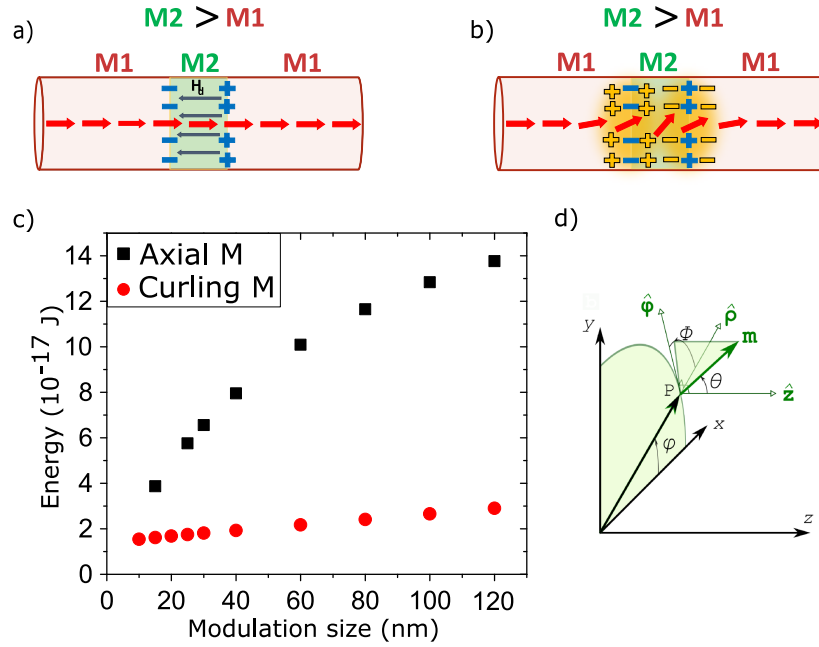 a)
M2 > M1
M1 M2 M1
H_d
b)
M2 > M1
M1 M2 M1
c)
Axial M
Curling M
Energy (10^-17 J)
14
12
10
8
6
4
2
0
0 20 40 60 80 100 120
Modulation size (nm)
d)
y
φ̂
Φ
ρ̂
m
P
θ
ẑ
x
φ
z